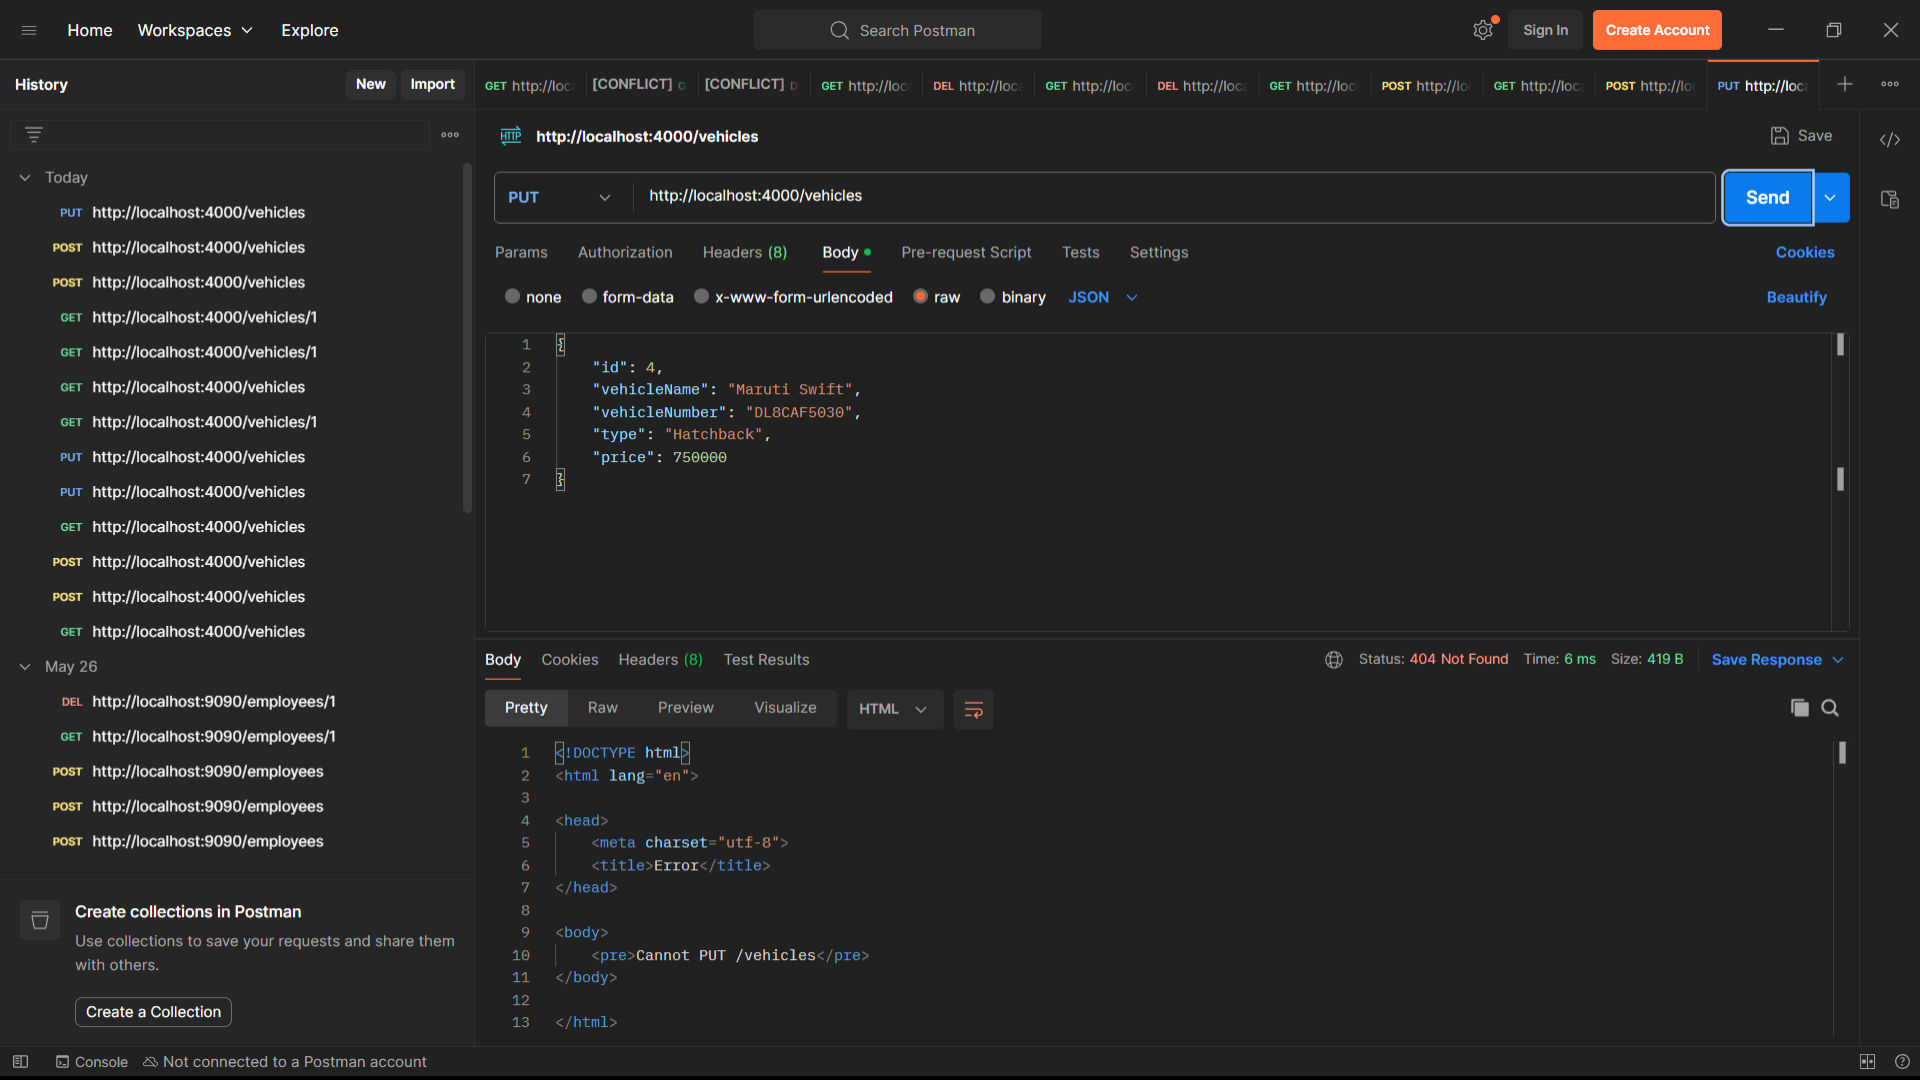 Home
Workspaces
Explore
Search Postman
Sign In
Create Account
History
New
Import
GET http://loc
[CONFLICT] G
[CONFLICT] D
GET http://loc
DEL http://loc
GET http://loc
DEL http://loc
GET http://loc
POST http://lo
GET http://loc
POST http://lo
PUT http://loc
Today
PUT http://localhost:4000/vehicles
POST http://localhost:4000/vehicles
POST http://localhost:4000/vehicles
GET http://localhost:4000/vehicles/1
GET http://localhost:4000/vehicles/1
GET http://localhost:4000/vehicles
GET http://localhost:4000/vehicles/1
PUT http://localhost:4000/vehicles
PUT http://localhost:4000/vehicles
GET http://localhost:4000/vehicles
POST http://localhost:4000/vehicles
POST http://localhost:4000/vehicles
GET http://localhost:4000/vehicles
May 26
DEL http://localhost:9090/employees/1
GET http://localhost:9090/employees/1
POST http://localhost:9090/employees
POST http://localhost:9090/employees
POST http://localhost:9090/employees
Create collections in Postman
Use collections to save your requests and share them
with others.
Create a Collection
HTTP http://localhost:4000/vehicles
Save
</>
PUT
http://localhost:4000/vehicles
Send
Params
Authorization
Headers (8)
Body
Pre-request Script
Tests
Settings
Cookies
none
form-data
x-www-form-urlencoded
raw
binary
JSON
Beautify
1 {
2 "id": 4,
3 "vehicleName": "Maruti Swift",
4 "vehicleNumber": "DL8CAF5030",
5 "type": "Hatchback",
6 "price": 750000
7 }
Body
Cookies
Headers (8)
Test Results
Status: 404 Not Found
Time: 6 ms
Size: 419 B
Save Response
Pretty
Raw
Preview
Visualize
HTML
1 <!DOCTYPE html>
2 <html lang="en">
3
4 <head>
5 <meta charset="utf-8">
6 <title>Error</title>
7 </head>
8
9 <body>
10 <pre>Cannot PUT /vehicles</pre>
11 </body>
12
13 </html>
Console
Not connected to a Postman account